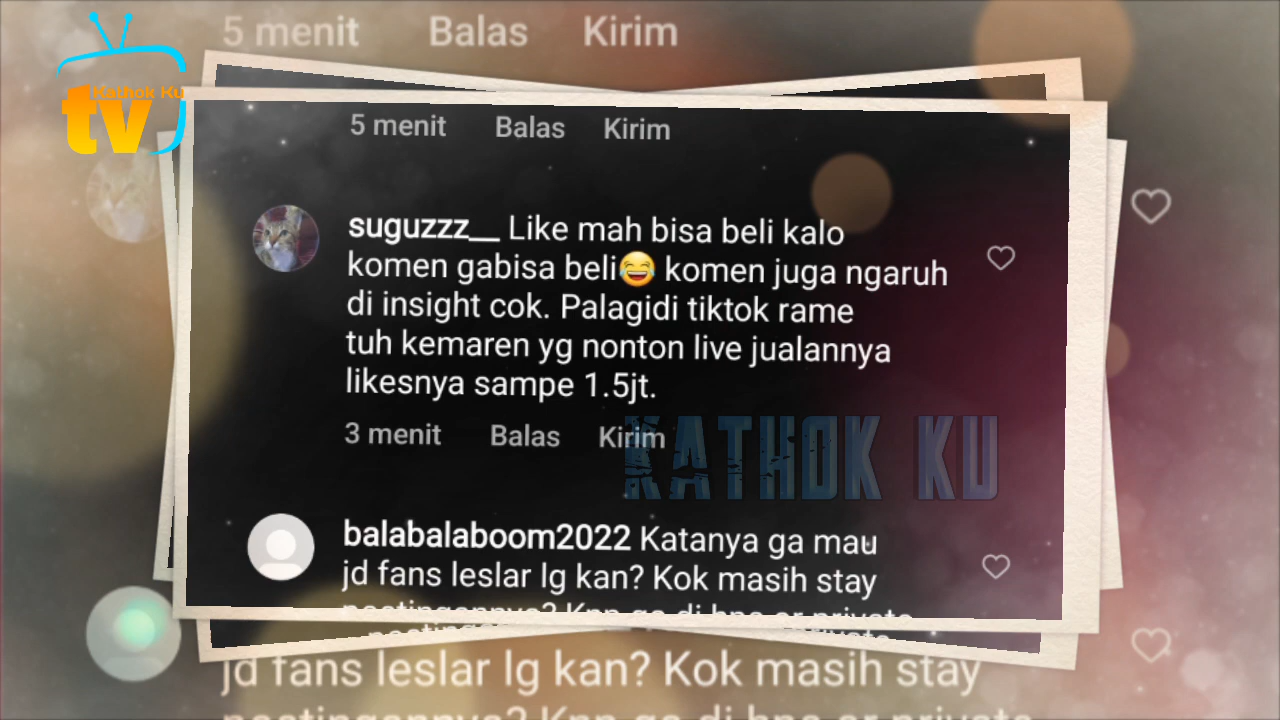 5 menit Balas Kirim
Kathok Ku
tv
5 menit Balas Kirim
suguzzz__ Like mah bisa beli kalo
komen gabisa beli😂 komen juga ngaruh
di insight cok. Palagidi tiktok rame
tuh kemaren yg nonton live jualannya
likesnya sampe 1.5jt.
3 menit Balas Kirim
KATHOK KU
balabalaboom2022 Katanya ga mau
jd fans leslar lg kan? Kok masih stay
jd fans leslar lg kan? Kok masih stay